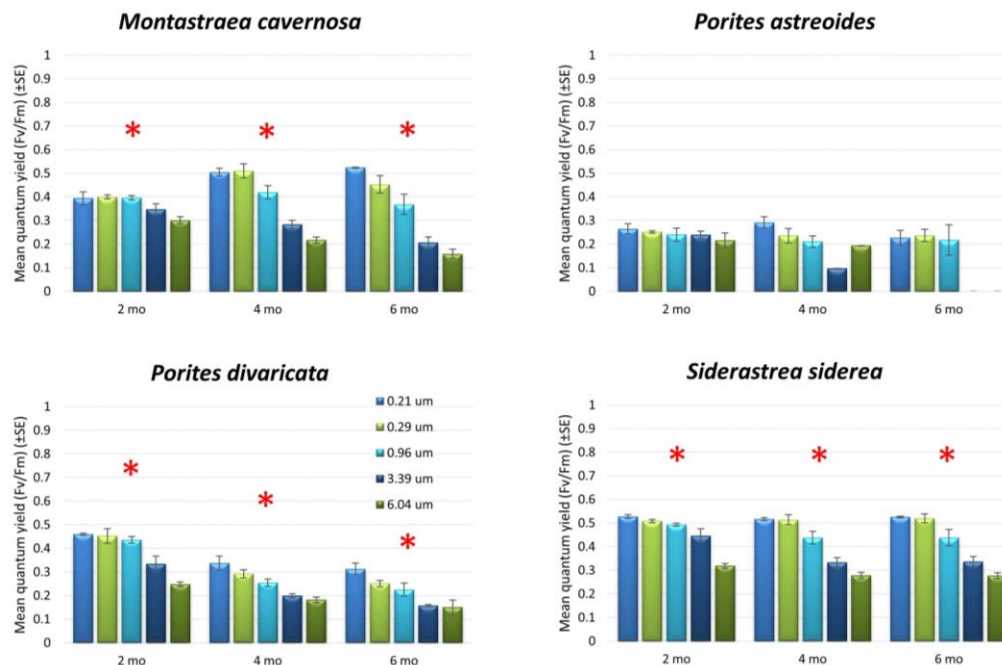 Montastraea cavernosa
Mean quantum yield (Fv/Fm) (±SE)
1
0.9
0.8
0.7
0.6
0.5
0.4
0.3
0.2
0.1
0
*
*
*
2 mo
4 mo
6 mo
Porites astreoides
Mean quantum yield (Fv/Fm) (±SE)
1
0.9
0.8
0.7
0.6
0.5
0.4
0.3
0.2
0.1
0
2 mo
4 mo
6 mo
Porites divaricata
Mean quantum yield (Fv/Fm) (±SE)
1
0.9
0.8
0.7
0.6
0.5
0.4
0.3
0.2
0.1
0
0.21 um
0.29 um
0.96 um
3.39 um
6.04 um
*
*
*
2 mo
4 mo
6 mo
Siderastrea siderea
Mean quantum yield (Fv/Fm) (±SE)
1
0.9
0.8
0.7
0.6
0.5
0.4
0.3
0.2
0.1
0
*
*
*
2 mo
4 mo
6 mo